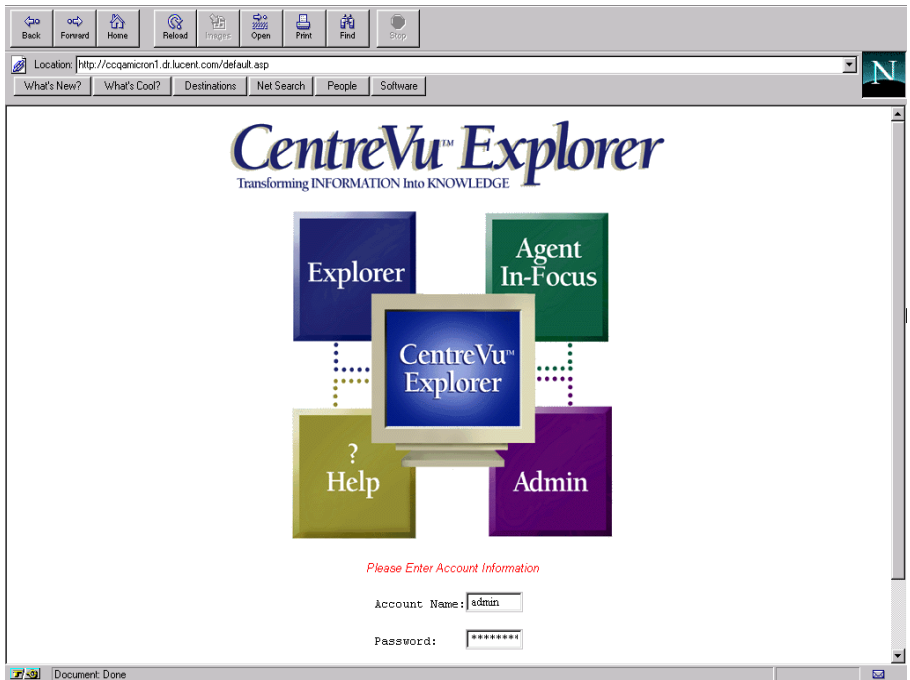 Back Forward Home Reload Images Open Print Find Stop
Location: http://ccqamicron1.dr.lucent.com/default.asp
N
What's New? What's Cool? Destinations Net Search People Software
CentreVu™ Explorer
Transforming INFORMATION Into KNOWLEDGE
Explorer
Agent
In-Focus
CentreVu™
Explorer
?
Help
Admin
Please Enter Account Information
Account Name: admin
Password: ********
Document: Done